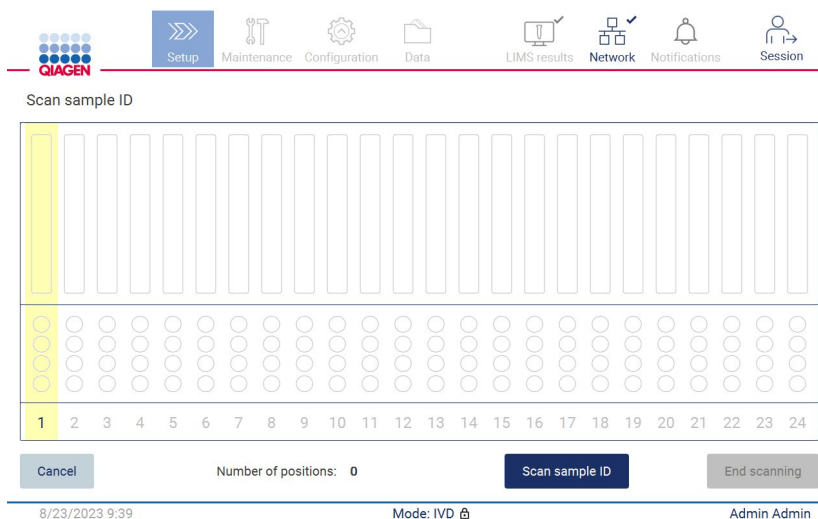 QIAGEN
Setup Maintenance Configuration Data LIMS results Network Notifications Session
Scan sample ID
1 2 3 4 5 6 7 8 9 10 11 12 13 14 15 16 17 18 19 20 21 22 23 24
Cancel Number of positions: 0 Scan sample ID End scanning
8/23/2023 9:39 Mode: IVD Admin Admin